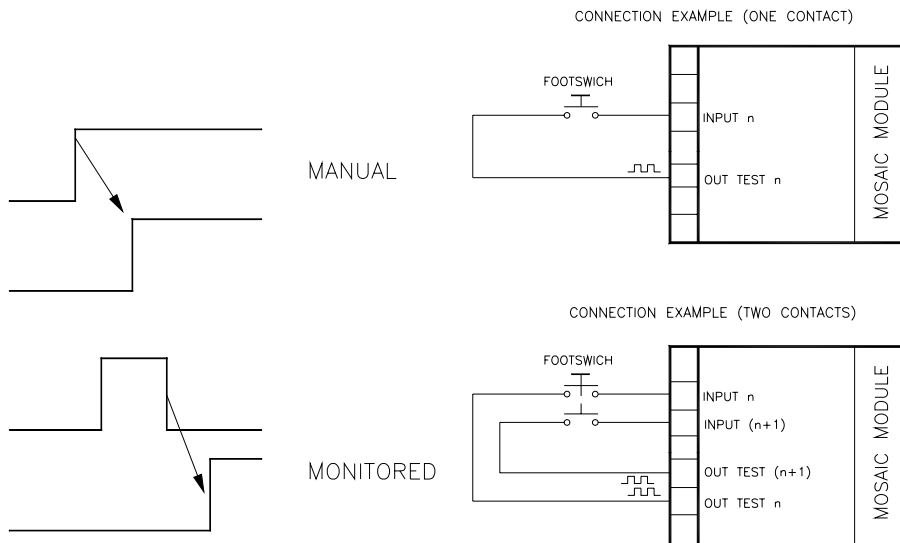 CONNECTION EXAMPLE (ONE CONTACT)
FOOTSWICH
INPUT n
OUT TEST n
MOSAIC MODULE
MANUAL
CONNECTION EXAMPLE (TWO CONTACTS)
FOOTSWICH
INPUT n
INPUT (n+1)
OUT TEST (n+1)
OUT TEST n
MOSAIC MODULE
MONITORED